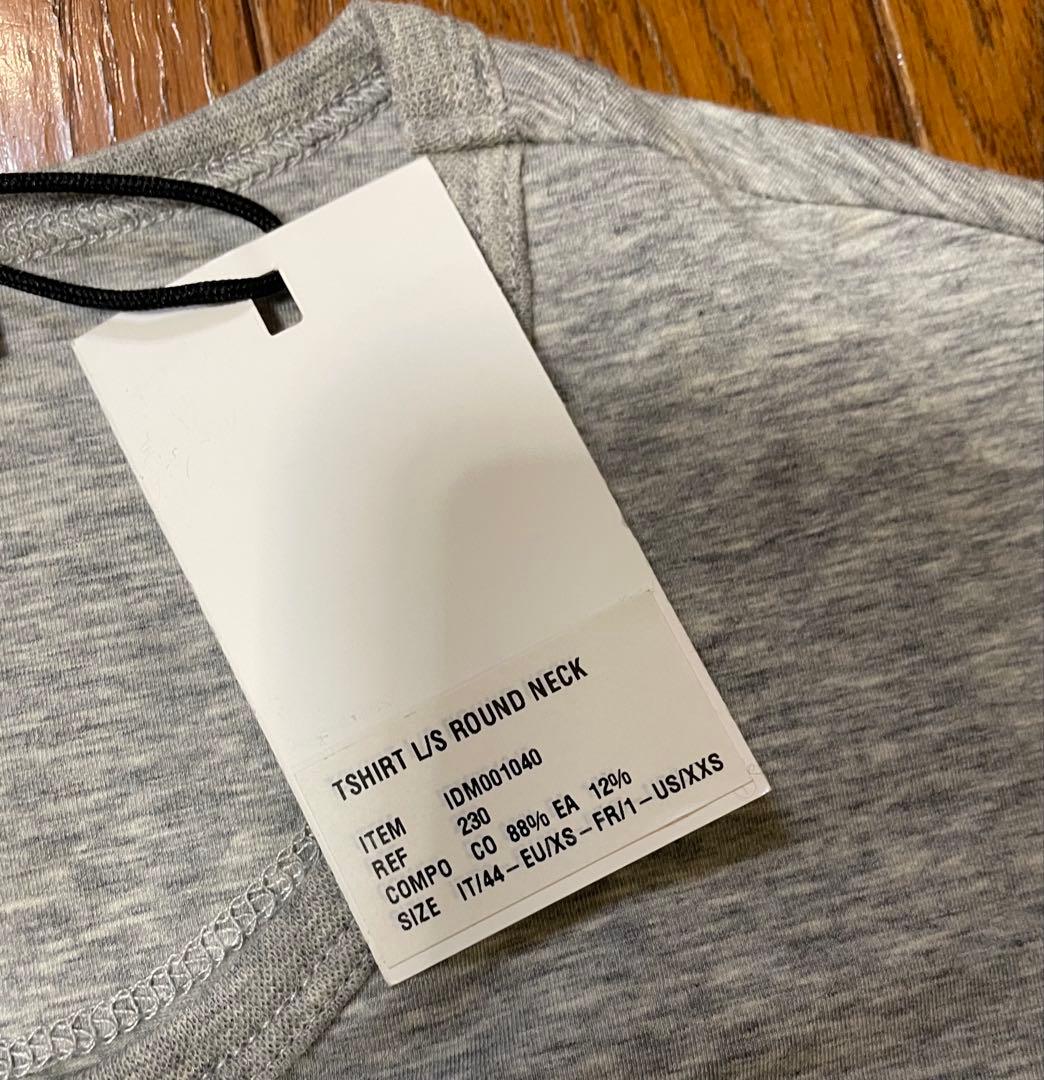 TSHIRT L/S ROUND NECK
ITEM IDM001040
REF 230
COMPO CO 88% EA 12%
SIZE IT/44-EU/XS-FR/1-US/XXS